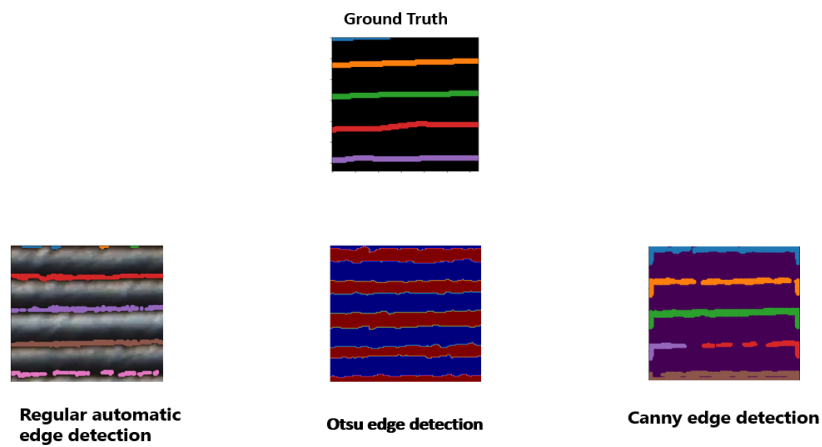 Ground Truth
Regular automatic
edge detection
Otsu edge detection
Canny edge detection